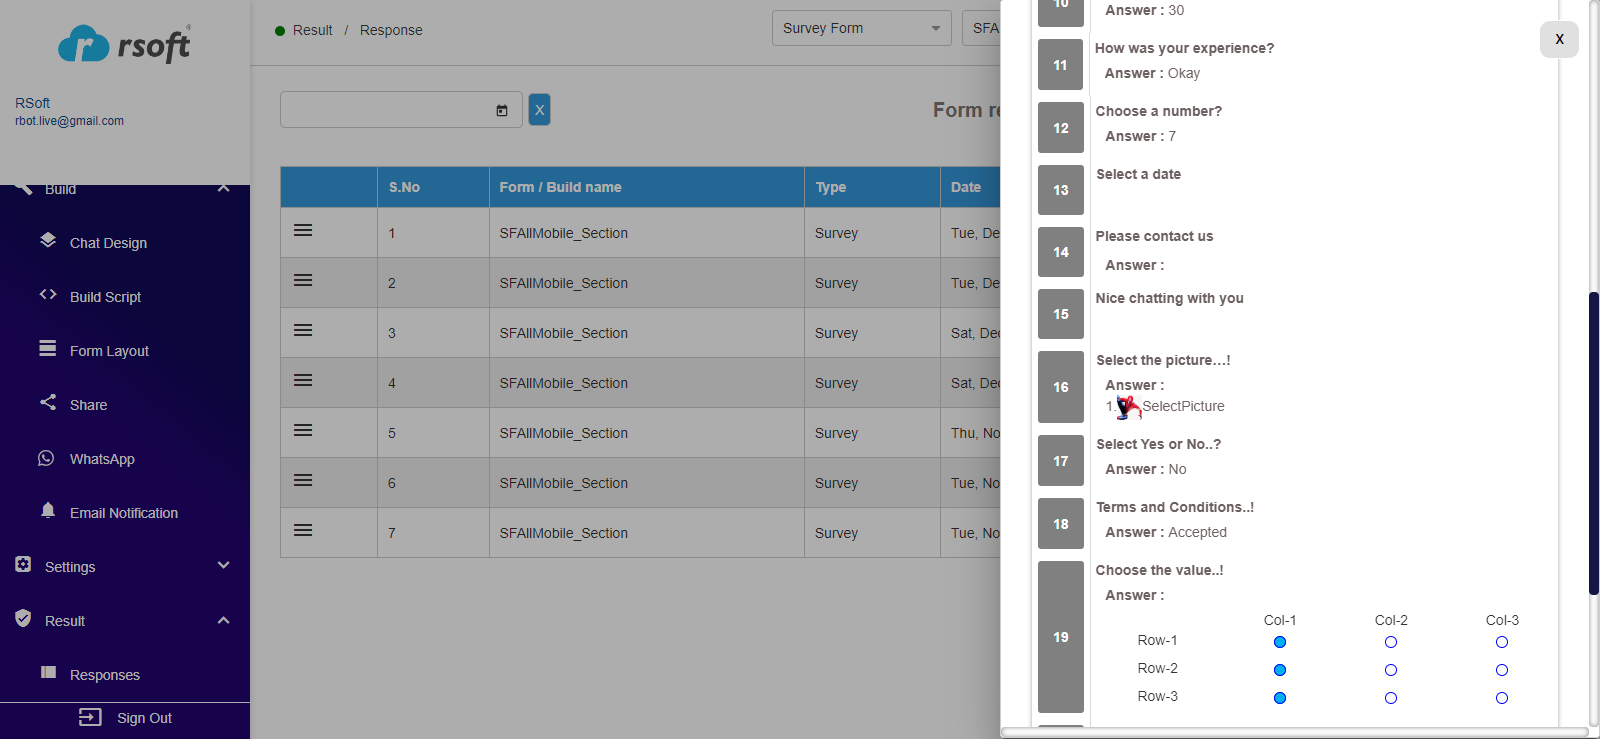 rsoft
®
RSoft
rbot.live@gmail.com
Build
Chat Design
Build Script
Form Layout
Share
WhatsApp
Email Notification
Settings
Result
Responses
Sign Out
Result / Response
Survey Form
SFA
X
Form re
S.No Form / Build name Type Date
1 SFAllMobile_Section Survey Tue, De
2 SFAllMobile_Section Survey Tue, De
3 SFAllMobile_Section Survey Sat, Dec
4 SFAllMobile_Section Survey Sat, Dec
5 SFAllMobile_Section Survey Thu, No
6 SFAllMobile_Section Survey Tue, No
7 SFAllMobile_Section Survey Tue, No
X
10
Answer : 30
11
How was your experience?
Answer : Okay
12
Choose a number?
Answer : 7
13
Select a date
14
Please contact us
Answer :
15
Nice chatting with you
16
Select the picture...!
Answer :
1. SelectPicture
17
Select Yes or No..?
Answer : No
18
Terms and Conditions..!
Answer : Accepted
19
Choose the value..!
Answer :
Col-1 Col-2 Col-3
Row-1
Row-2
Row-3